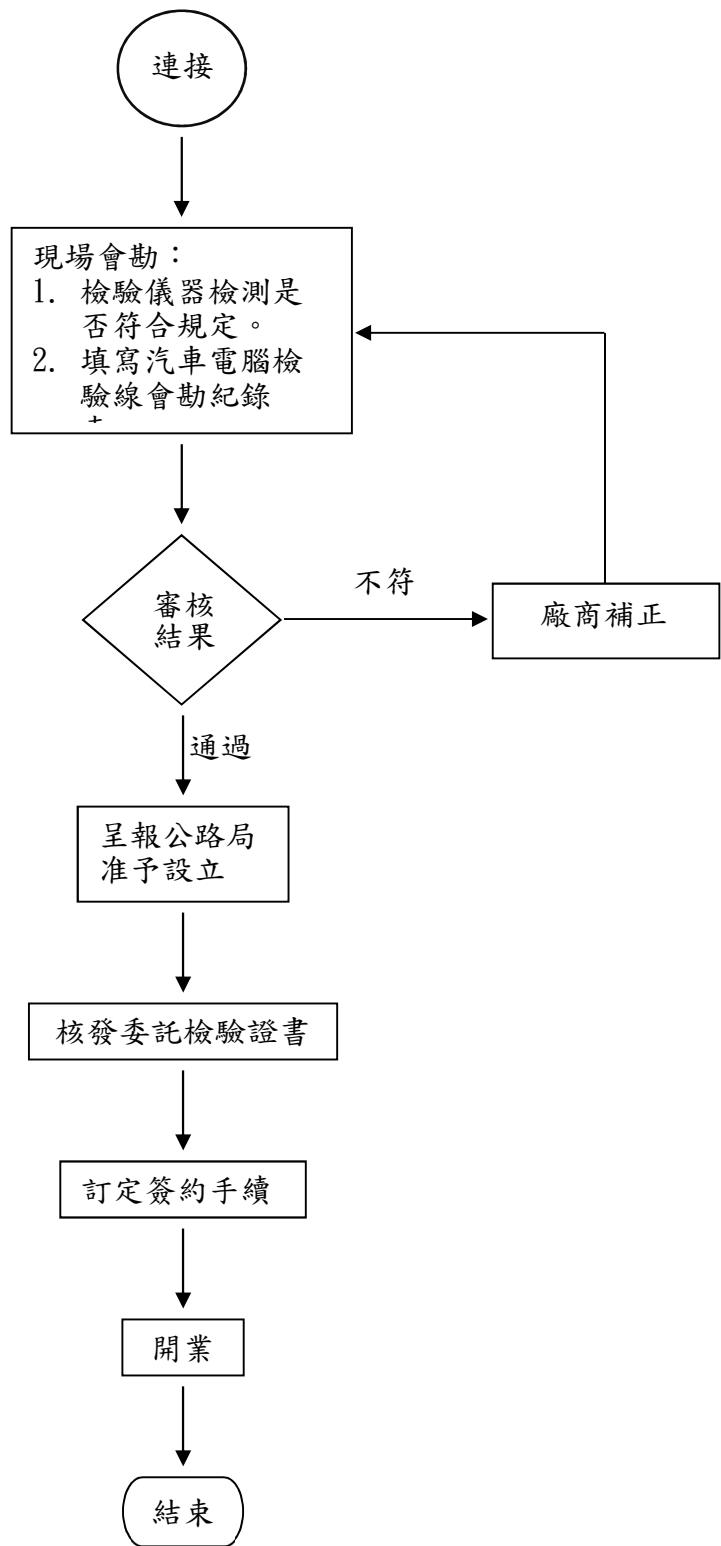 連接
現場會勘：
1. 檢驗儀器檢測是
否符合規定。
2. 填寫汽車電腦檢
驗線會勘紀錄
審核
結果
不符
廠商補正
通過
呈報公路局
准予設立
核發委託檢驗證書
訂定簽約手續
開業
結束